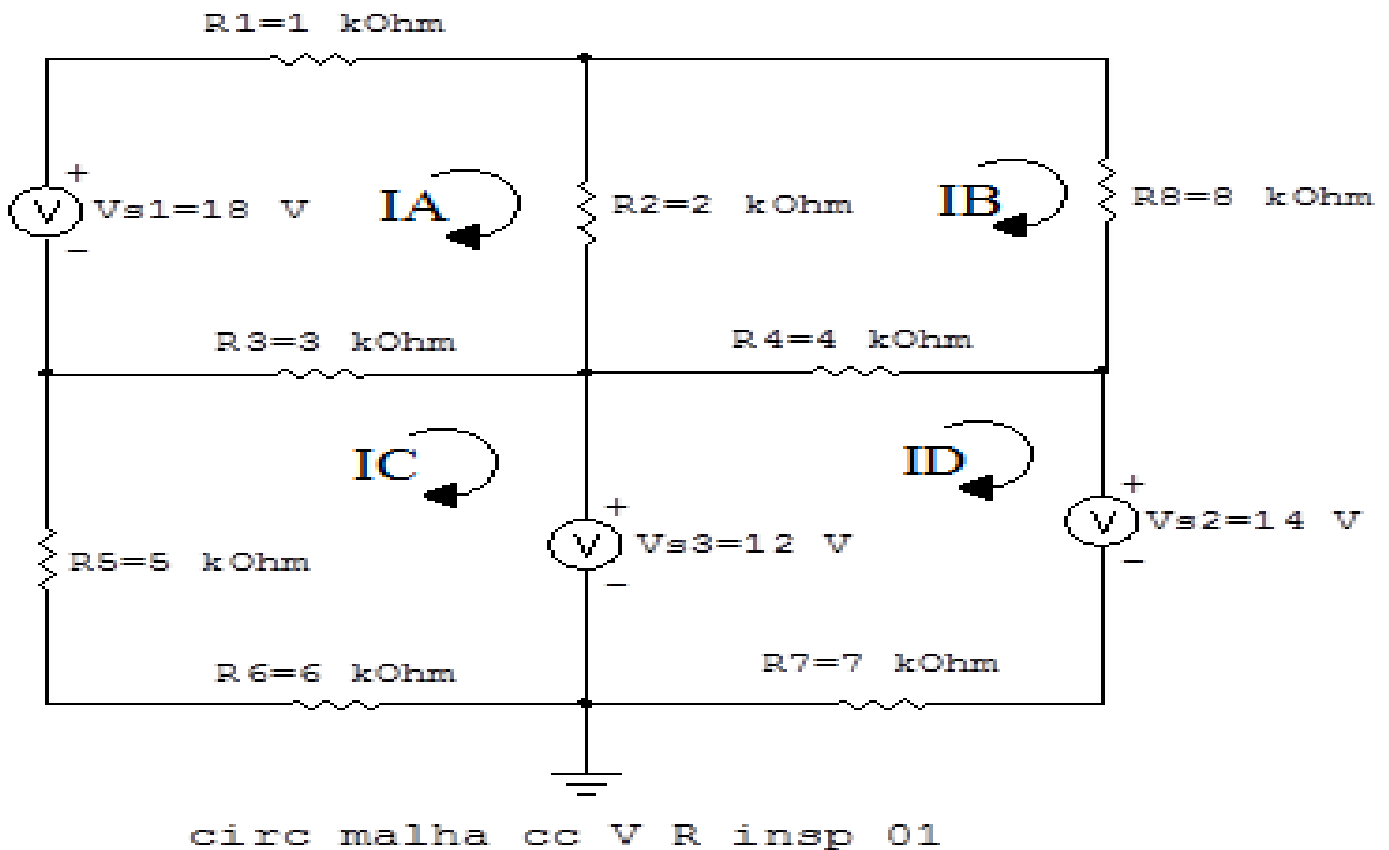 R1=1 kOhm
+
V Vs1=18 V
-
IA
R2=2 kOhm
IB
R8=8 kOhm
R3=3 kOhm
R4=4 kOhm
IC
ID
+
V Vs2=14 V
-
+
V Vs3=12 V
-
R5=5 kOhm
R6=6 kOhm
R7=7 kOhm
circ malha cc V R insp 01